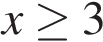 x ≥ 3